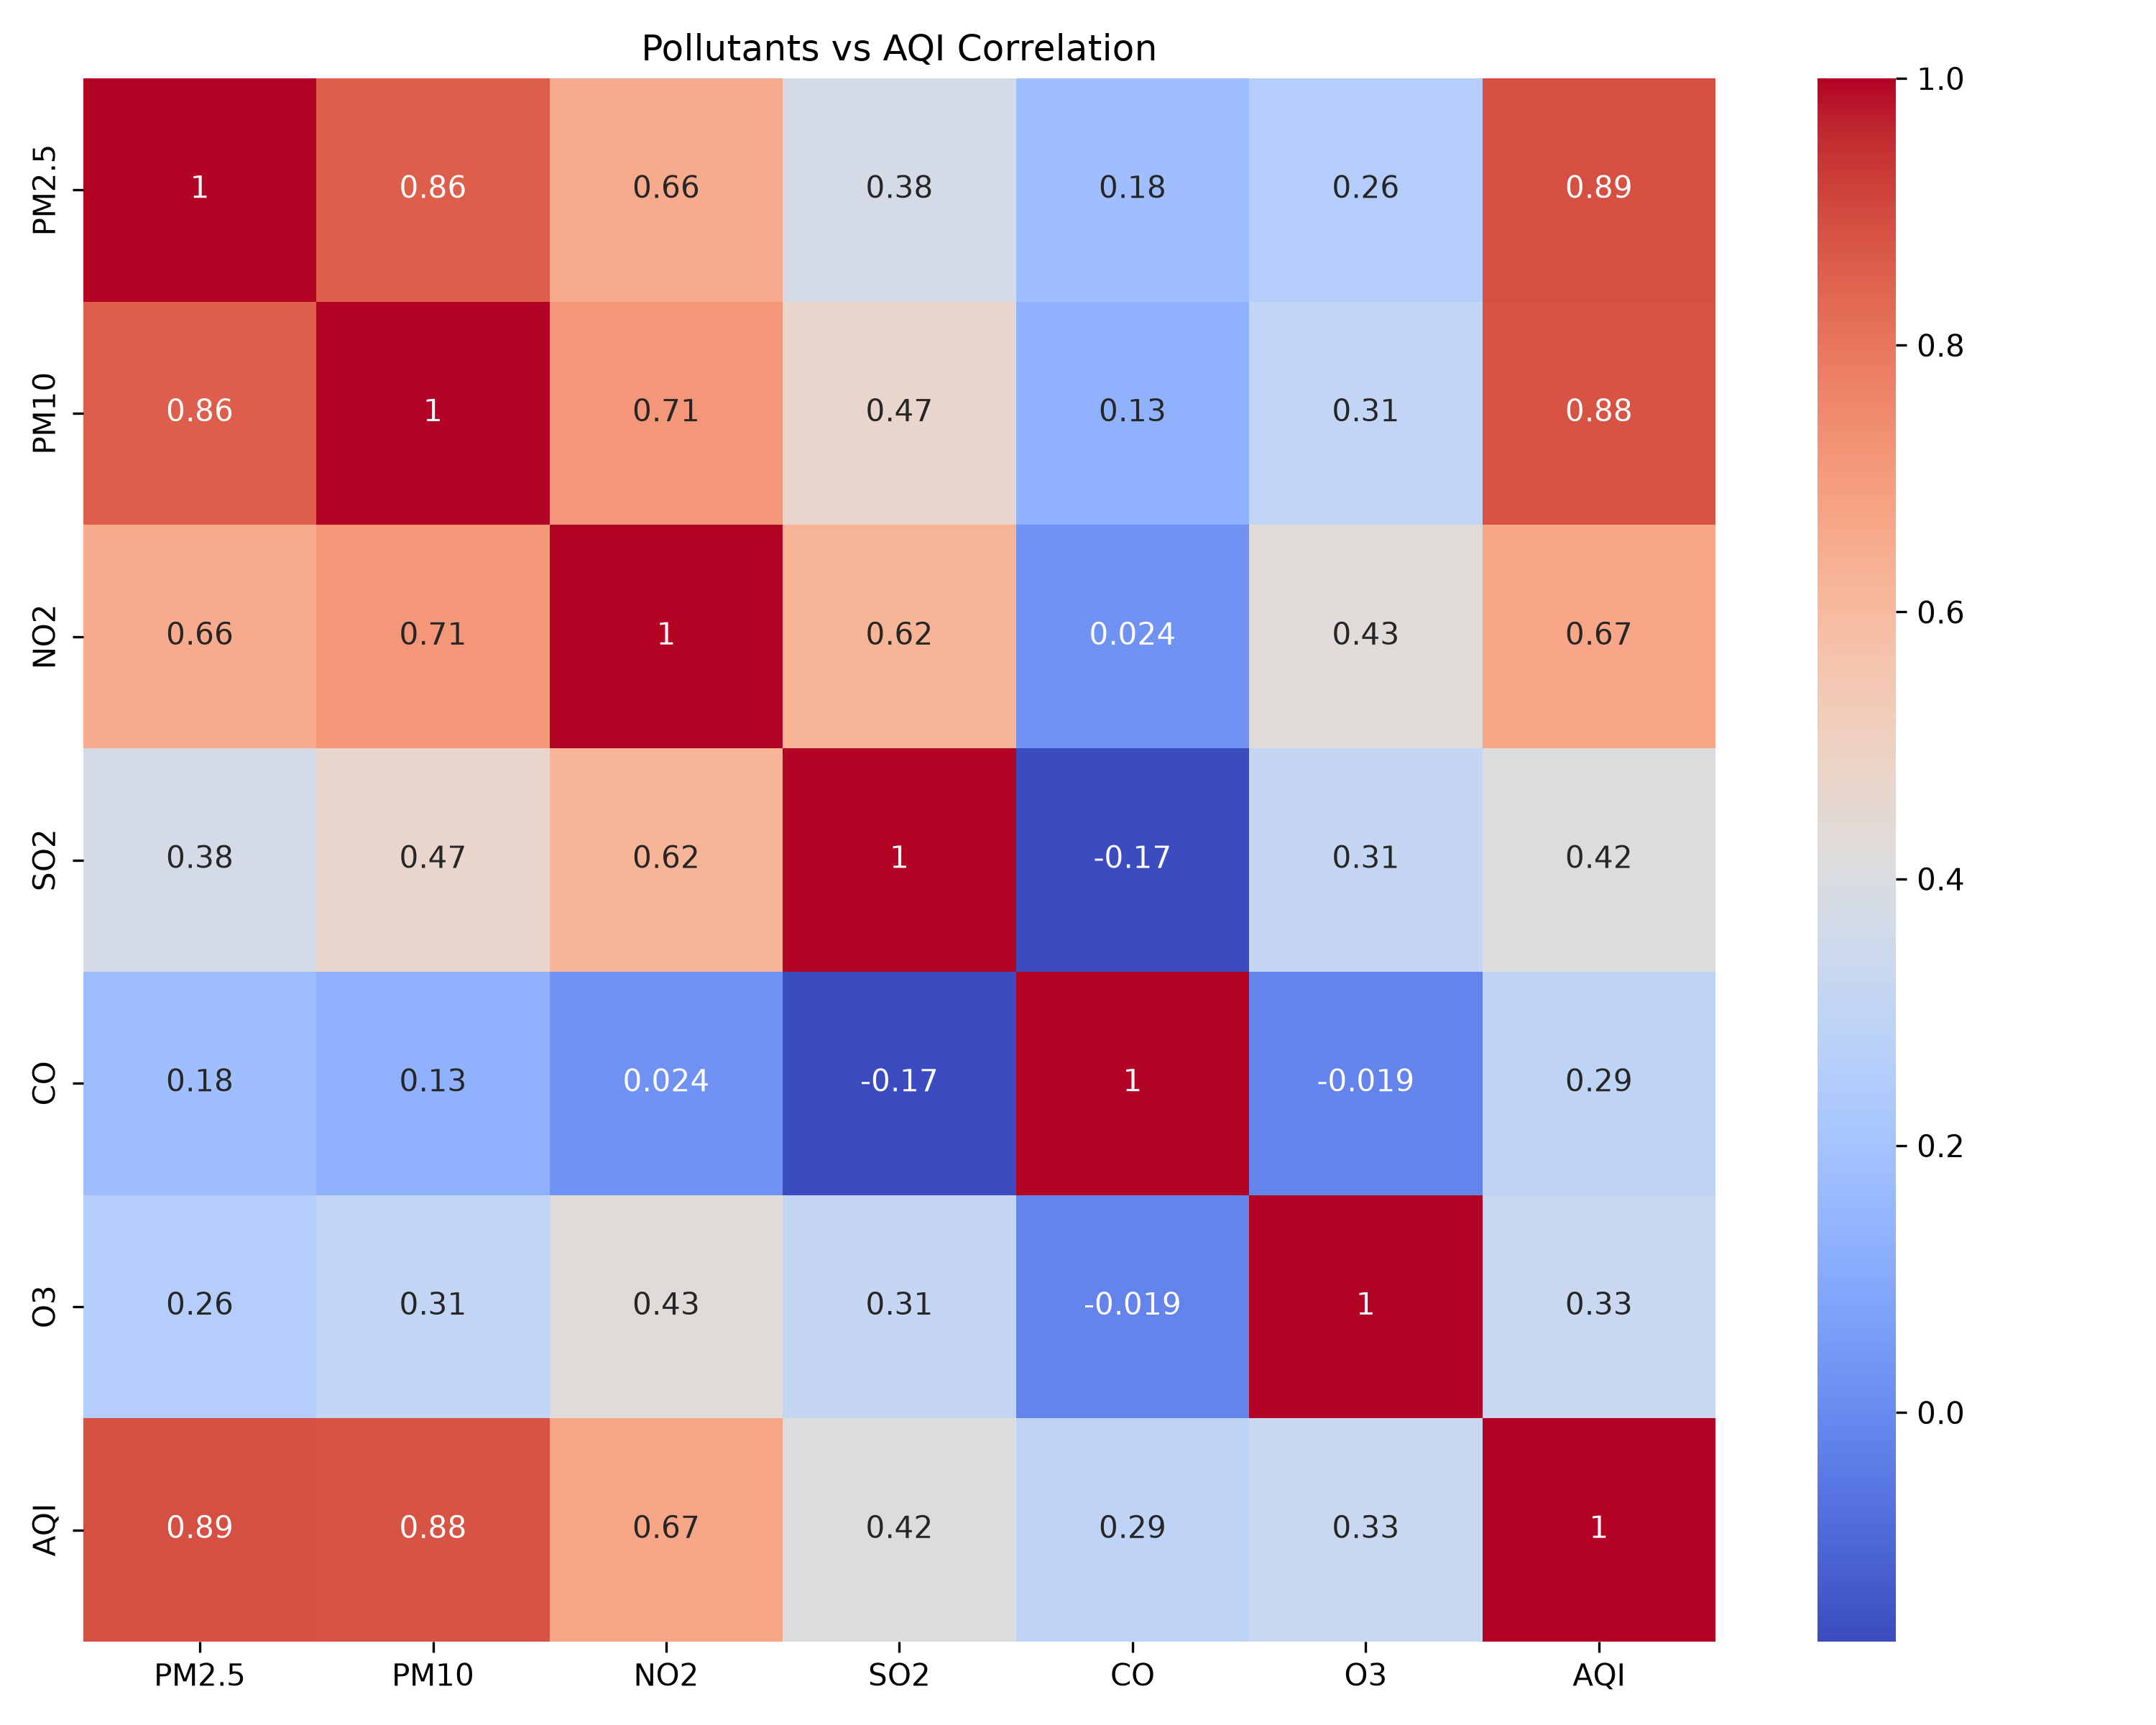 Pollutants vs AQI Correlation
PM2.5 1 0.86 0.66 0.38 0.18 0.26 0.89
PM10 0.86 1 0.71 0.47 0.13 0.31 0.88
NO2 0.66 0.71 1 0.62 0.024 0.43 0.67
SO2 0.38 0.47 0.62 1 -0.17 0.31 0.42
CO 0.18 0.13 0.024 -0.17 1 -0.019 0.29
O3 0.26 0.31 0.43 0.31 -0.019 1 0.33
AQI 0.89 0.88 0.67 0.42 0.29 0.33 1
PM2.5 PM10 NO2 SO2 CO O3 AQI
1.0
0.8
0.6
0.4
0.2
0.0